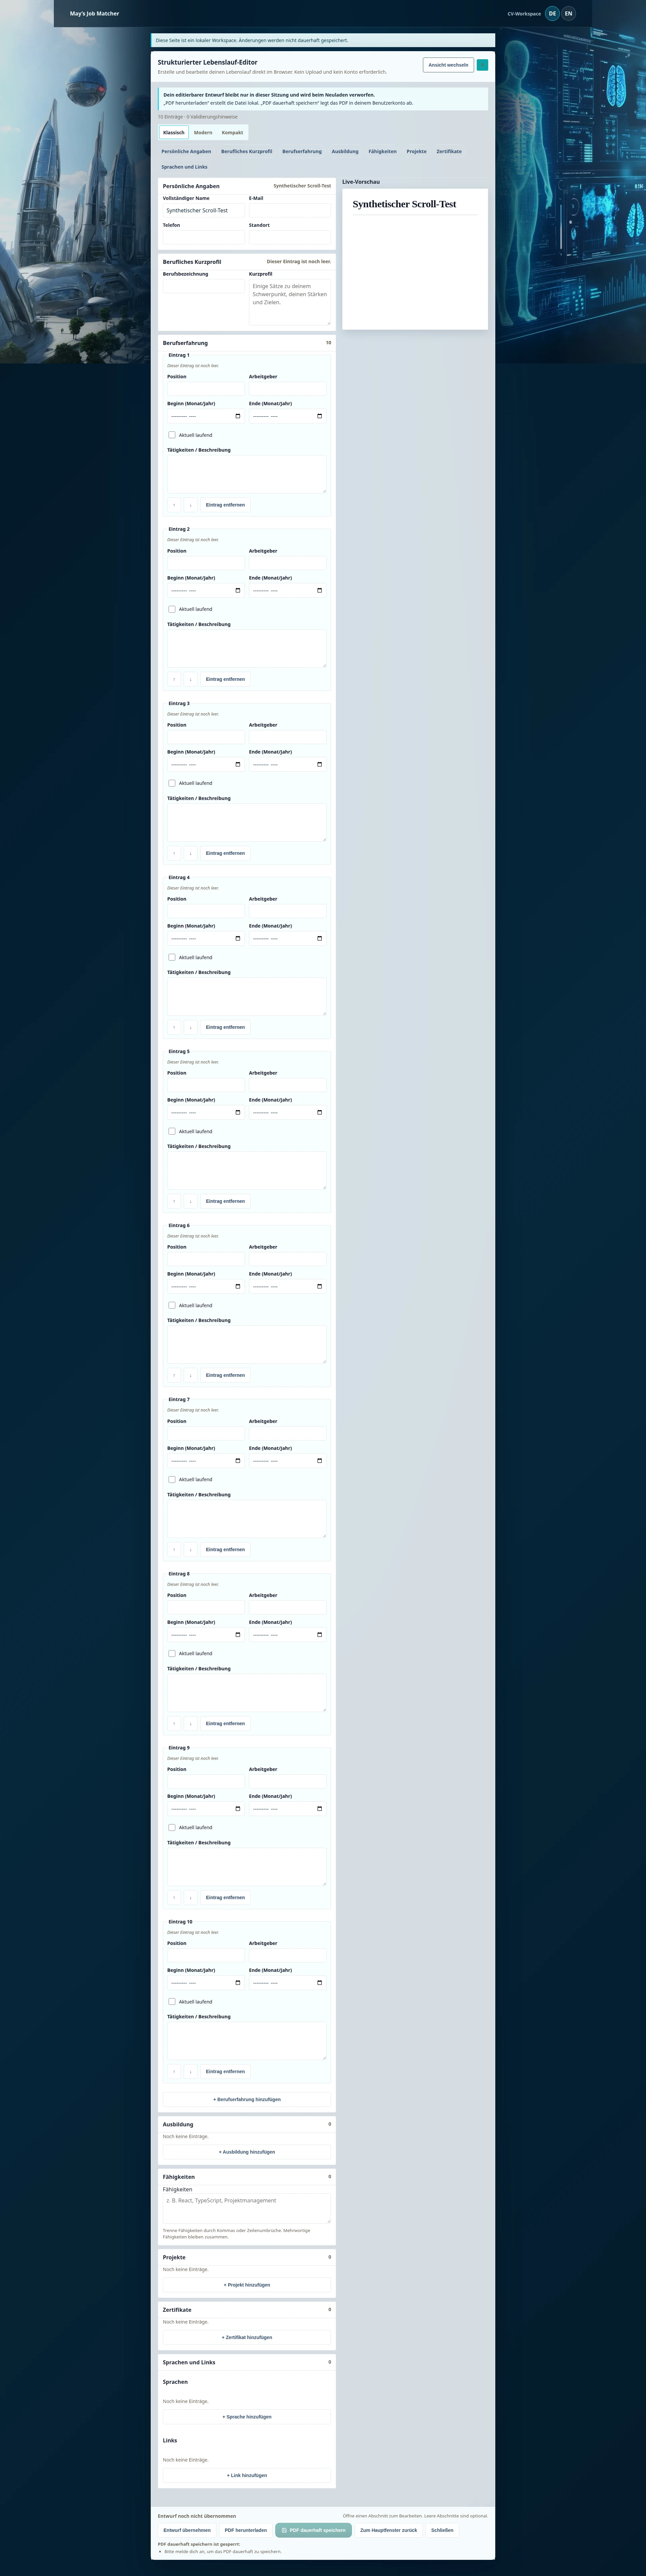 May's Job Matcher
CV-Workspace DE EN
Diese Seite ist ein lokaler Workspace. Änderungen werden nicht dauerhaft gespeichert.
Strukturierter Lebenslauf-Editor
Erstelle und bearbeite deinen Lebenslauf direkt im Browser. Kein Upload und kein Konto erforderlich.
Ansicht wechseln
Dein editierbarer Entwurf bleibt nur in dieser Sitzung und wird beim Neuladen verworfen.
„PDF herunterladen" erstellt die Datei lokal. „PDF dauerhaft speichern" legt das PDF in deinem Benutzerkonto ab.
10 Einträge · 0 Validierungshinweise
Klassisch Modern Kompakt
Persönliche Angaben Berufliches Kurzprofil Berufserfahrung Ausbildung Fähigkeiten Projekte Zertifikate
Sprachen und Links
Persönliche Angaben Synthetischer Scroll-Test
Vollständiger Name E-Mail
Synthetischer Scroll-Test
Telefon Standort
Berufliches Kurzprofil Dieser Eintrag ist noch leer.
Berufsbezeichnung Kurzprofil
Einige Sätze zu deinem
Schwerpunkt, deinen Stärken
und Zielen.
Live-Vorschau
Synthetischer Scroll-Test
Berufserfahrung 10
Eintrag 1
Dieser Eintrag ist noch leer.
Position Arbeitgeber
Beginn (Monat/Jahr) Ende (Monat/Jahr)
--------- ---- --------- ----
Aktuell laufend
Tätigkeiten / Beschreibung
↑ ↓ Eintrag entfernen
Eintrag 2
Dieser Eintrag ist noch leer.
Position Arbeitgeber
Beginn (Monat/Jahr) Ende (Monat/Jahr)
--------- ---- --------- ----
Aktuell laufend
Tätigkeiten / Beschreibung
↑ ↓ Eintrag entfernen
Eintrag 3
Dieser Eintrag ist noch leer.
Position Arbeitgeber
Beginn (Monat/Jahr) Ende (Monat/Jahr)
--------- ---- --------- ----
Aktuell laufend
Tätigkeiten / Beschreibung
↑ ↓ Eintrag entfernen
Eintrag 4
Dieser Eintrag ist noch leer.
Position Arbeitgeber
Beginn (Monat/Jahr) Ende (Monat/Jahr)
--------- ---- --------- ----
Aktuell laufend
Tätigkeiten / Beschreibung
↑ ↓ Eintrag entfernen
Eintrag 5
Dieser Eintrag ist noch leer.
Position Arbeitgeber
Beginn (Monat/Jahr) Ende (Monat/Jahr)
--------- ---- --------- ----
Aktuell laufend
Tätigkeiten / Beschreibung
↑ ↓ Eintrag entfernen
Eintrag 6
Dieser Eintrag ist noch leer.
Position Arbeitgeber
Beginn (Monat/Jahr) Ende (Monat/Jahr)
--------- ---- --------- ----
Aktuell laufend
Tätigkeiten / Beschreibung
↑ ↓ Eintrag entfernen
Eintrag 7
Dieser Eintrag ist noch leer.
Position Arbeitgeber
Beginn (Monat/Jahr) Ende (Monat/Jahr)
--------- ---- --------- ----
Aktuell laufend
Tätigkeiten / Beschreibung
↑ ↓ Eintrag entfernen
Eintrag 8
Dieser Eintrag ist noch leer.
Position Arbeitgeber
Beginn (Monat/Jahr) Ende (Monat/Jahr)
--------- ---- --------- ----
Aktuell laufend
Tätigkeiten / Beschreibung
↑ ↓ Eintrag entfernen
Eintrag 9
Dieser Eintrag ist noch leer.
Position Arbeitgeber
Beginn (Monat/Jahr) Ende (Monat/Jahr)
--------- ---- --------- ----
Aktuell laufend
Tätigkeiten / Beschreibung
↑ ↓ Eintrag entfernen
Eintrag 10
Dieser Eintrag ist noch leer.
Position Arbeitgeber
Beginn (Monat/Jahr) Ende (Monat/Jahr)
--------- ---- --------- ----
Aktuell laufend
Tätigkeiten / Beschreibung
↑ ↓ Eintrag entfernen
+ Berufserfahrung hinzufügen
Ausbildung 0
Noch keine Einträge.
+ Ausbildung hinzufügen
Fähigkeiten 0
Fähigkeiten
z. B. React, TypeScript, Projektmanagement
Trenne Fähigkeiten durch Kommas oder Zeilenumbrüche. Mehrwortige
Fähigkeiten bleiben zusammen.
Projekte 0
Noch keine Einträge.
+ Projekt hinzufügen
Zertifikate 0
Noch keine Einträge.
+ Zertifikat hinzufügen
Sprachen und Links 0
Sprachen
Noch keine Einträge.
+ Sprache hinzufügen
Links
Noch keine Einträge.
+ Link hinzufügen
Entwurf noch nicht übernommen Öffne einen Abschnitt zum Bearbeiten. Leere Abschnitte sind optional.
Entwurf übernehmen PDF herunterladen PDF dauerhaft speichern Zum Hauptfenster zurück Schließen
PDF dauerhaft speichern ist gesperrt:
• Bitte melde dich an, um das PDF dauerhaft zu speichern.